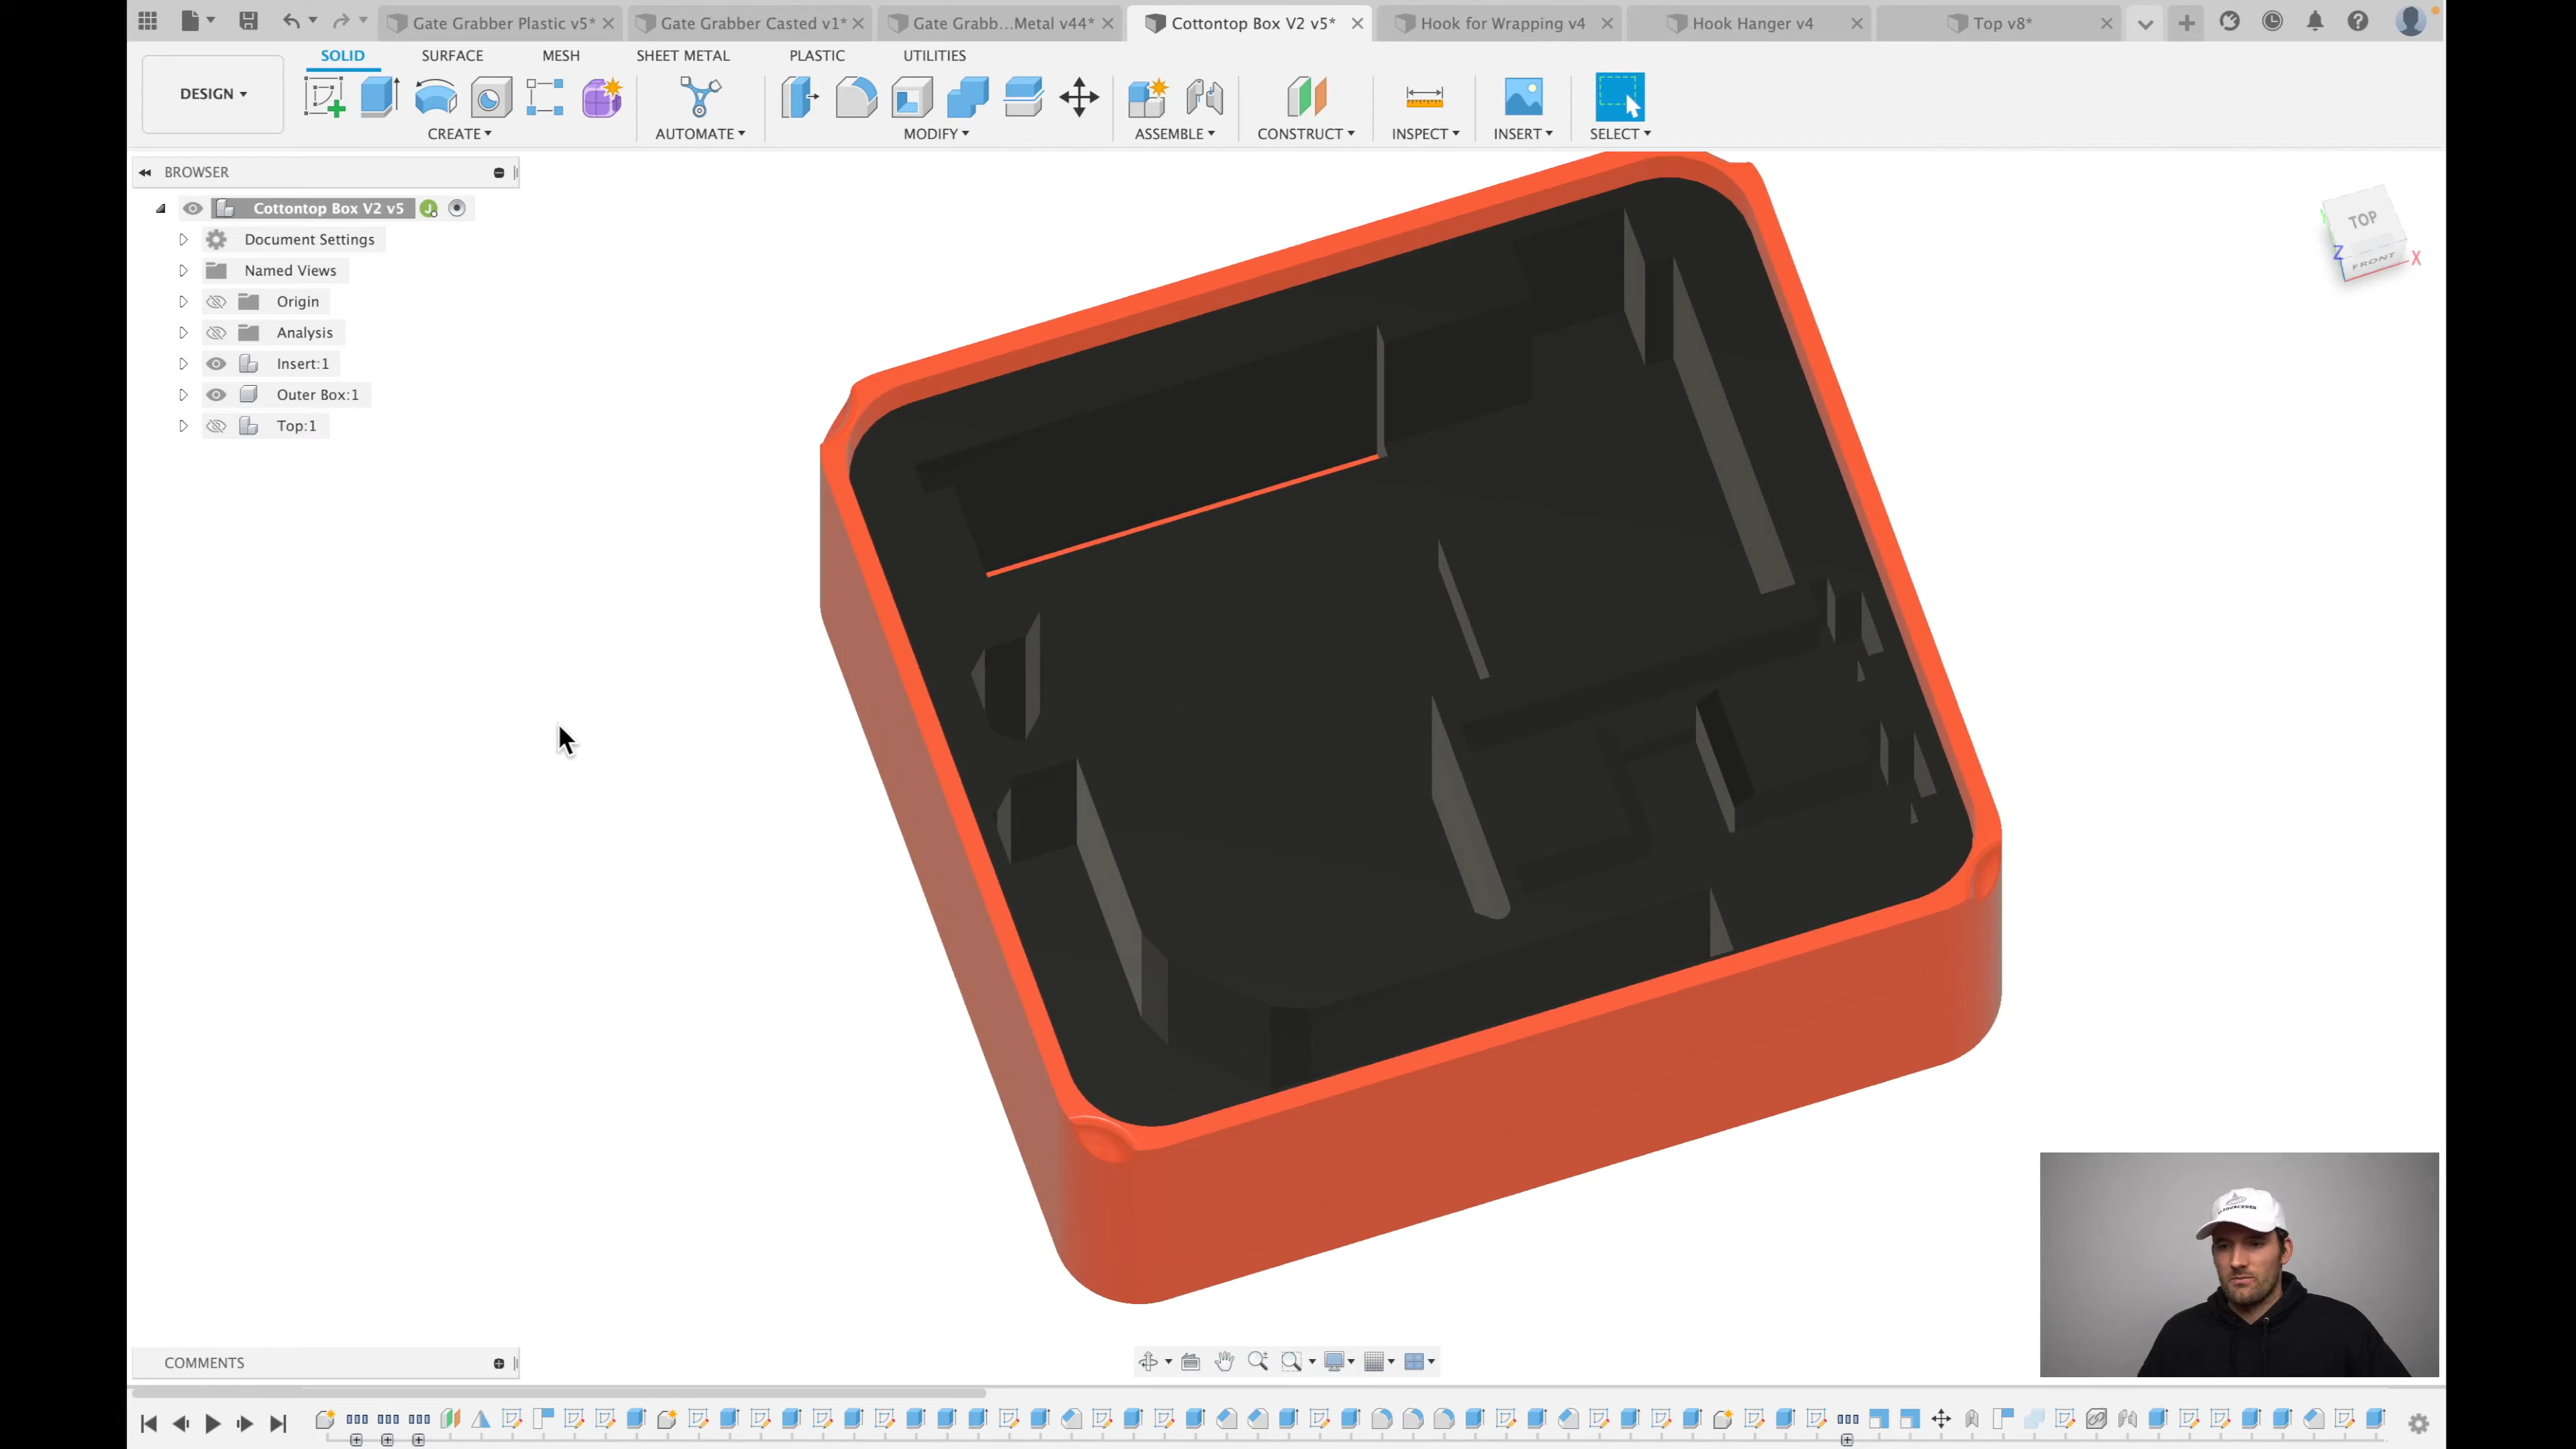 Gate Grabber Plastic v5*
Gate Grabber Casted v1*
Gate Grabb...Metal v44*
Cottontop Box V2 v5*
Hook for Wrapping v4
Hook Hanger v4
Top v8*
SOLID
SURFACE
MESH
SHEET METAL
PLASTIC
UTILITIES
DESIGN
CREATE
AUTOMATE
MODIFY
ASSEMBLE
CONSTRUCT
INSPECT
INSERT
SELECT
BROWSER
Cottontop Box V2 v5
Document Settings
Named Views
Origin
Analysis
Insert:1
Outer Box:1
Top:1
TOP
FRONT
Z
X
COMMENTS